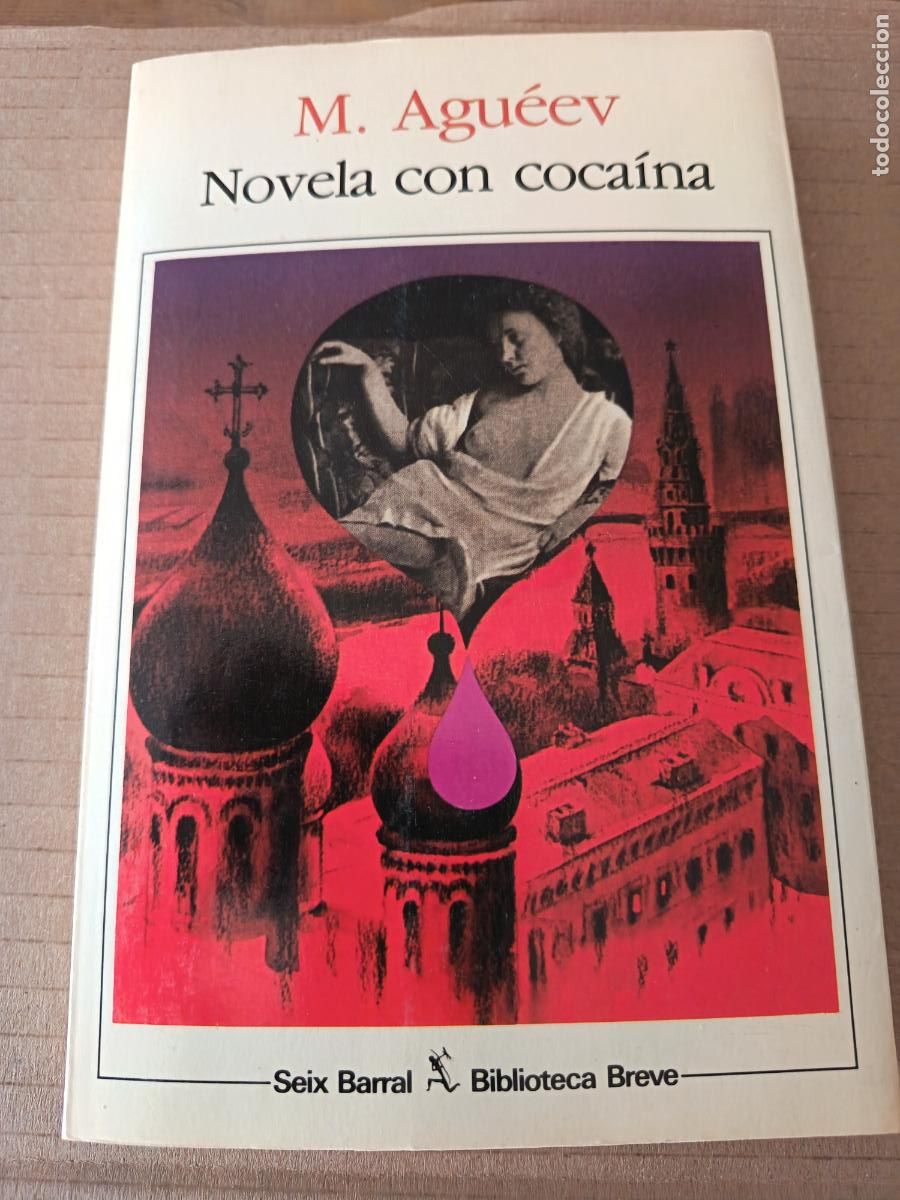 M. Aguéev
Novela con cocaína
Seix Barral Biblioteca Breve
todocoleccion